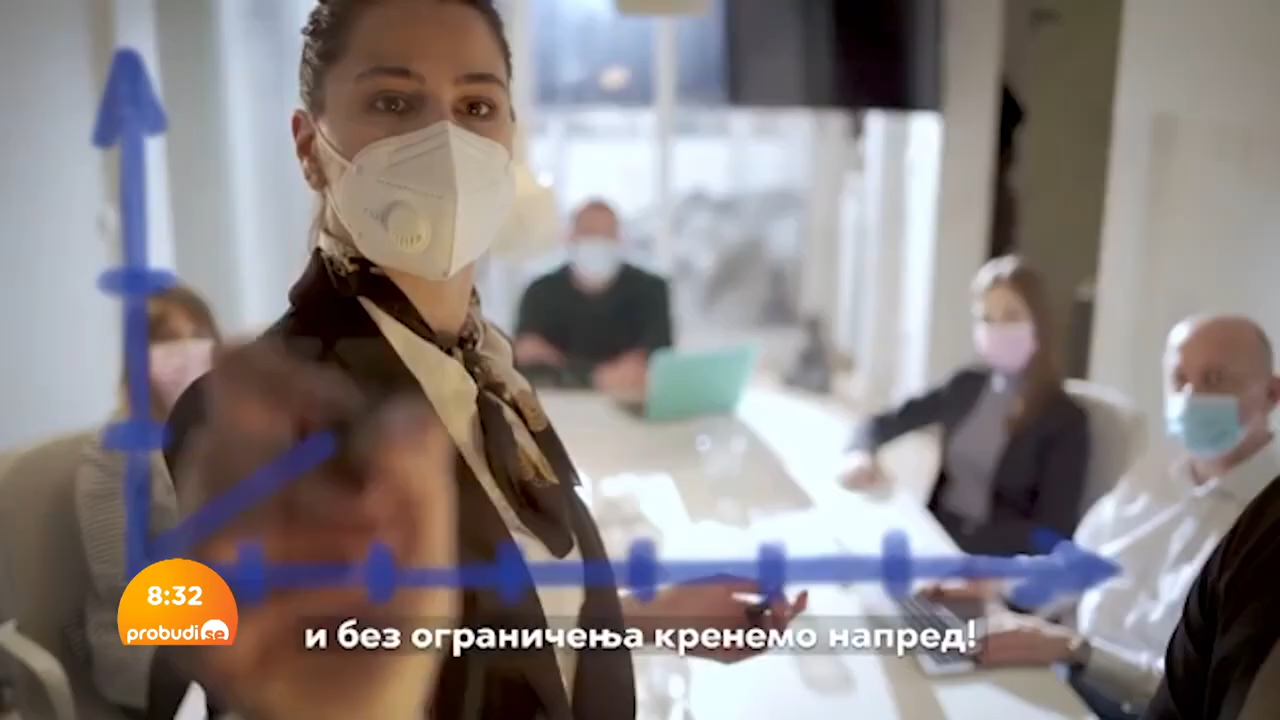 8:32
probudi se
и без ограничења кренемо напред!